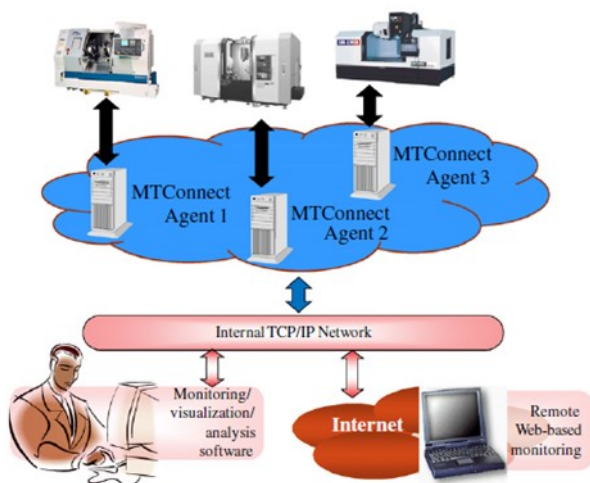 MTConnect
Agent 3
MTConnect
Agent 1
MTConnect
Agent 2
Internal TCP/IP Network
Monitoring/
visualization/
analysis
software
Internet
Remote
Web-based
monitoring